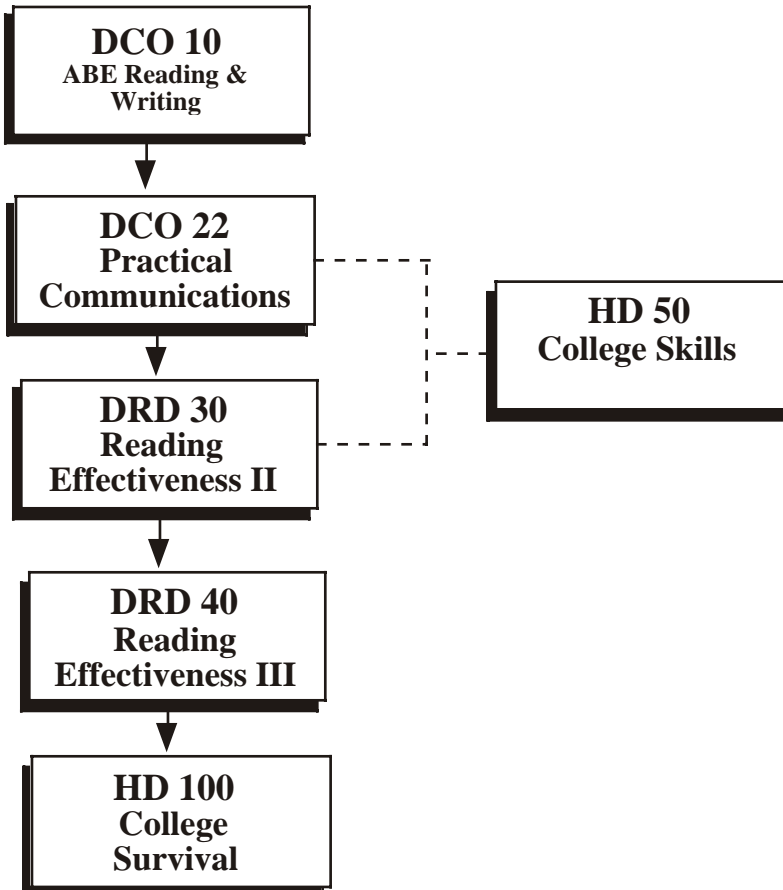 DCO 10
ABE Reading &
Writing
DCO 22
Practical
Communications
HD 50
College Skills
DRD 30
Reading
Effectiveness II
DRD 40
Reading
Effectiveness III
HD 100
College
Survival